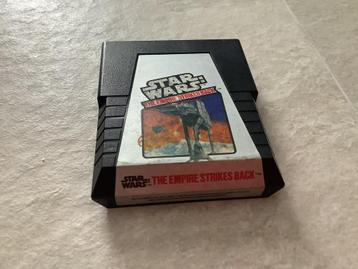 STAR
WARS
THE EMPIRE STRIKES BACK
STAR
WARS
THE EMPIRE STRIKES BACK™